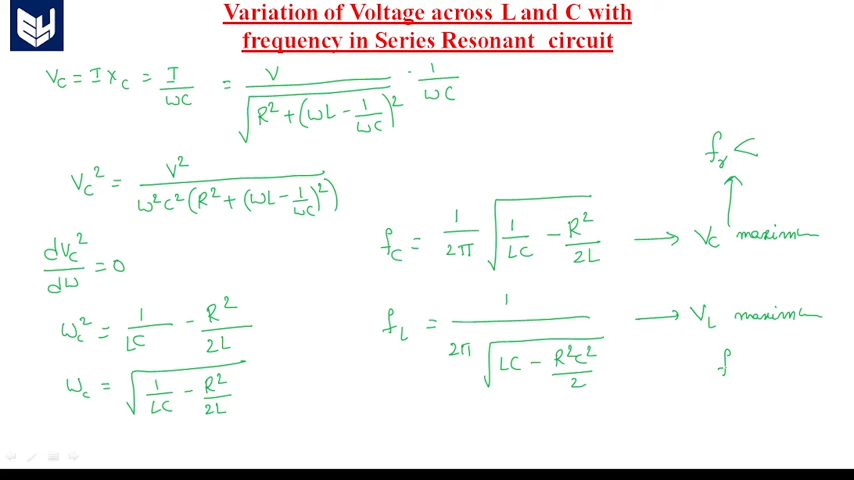 Variation of Voltage across L and C with
frequency in Series Resonant circuit
V_C = I X_C = I/(ωC) = V/√(R² + (ωL − 1/(ωC))²) · 1/(ωC)
V_C² = V²/(ω²C²(R² + (ωL − 1/(ωC))²))
dV_C²/dω = 0
ω_C² = 1/(LC) − R²/(2L)
ω_C = √(1/(LC) − R²/(2L))
f_r <
f_C = 1/(2π) √(1/(LC) − R²/(2L)) → V_C maximum
f_L = 1/(2π √(LC − R²C²/2)) → V_L maximum
f